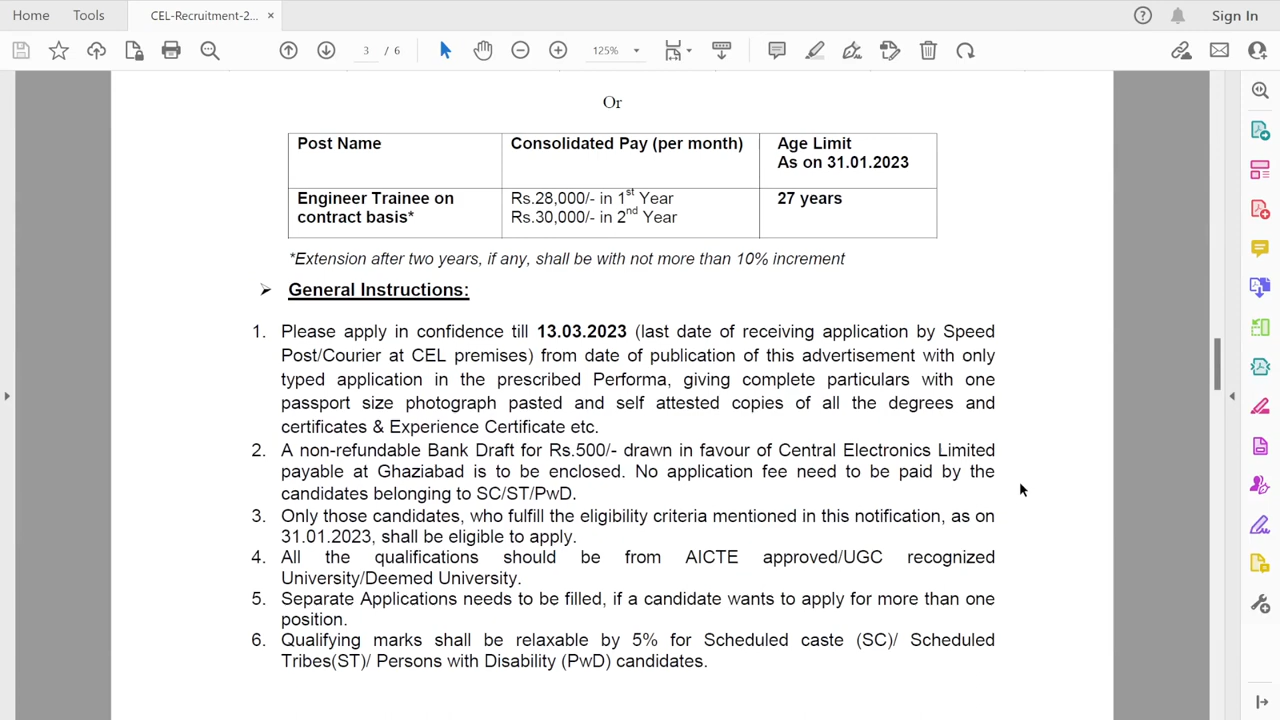 Home
Tools
CEL-Recruitment-2...
×
Sign In
3 / 6
125%
Or
Post Name
Consolidated Pay (per month)
Age Limit
As on 31.01.2023
Engineer Trainee on
contract basis*
Rs.28,000/- in 1st Year
Rs.30,000/- in 2nd Year
27 years
*Extension after two years, if any, shall be with not more than 10% increment
➢ General Instructions:
1. Please apply in confidence till 13.03.2023 (last date of receiving application by Speed
Post/Courier at CEL premises) from date of publication of this advertisement with only
typed application in the prescribed Performa, giving complete particulars with one
passport size photograph pasted and self attested copies of all the degrees and
certificates & Experience Certificate etc.
2. A non-refundable Bank Draft for Rs.500/- drawn in favour of Central Electronics Limited
payable at Ghaziabad is to be enclosed. No application fee need to be paid by the
candidates belonging to SC/ST/PwD.
3. Only those candidates, who fulfill the eligibility criteria mentioned in this notification, as on
31.01.2023, shall be eligible to apply.
4. All the qualifications should be from AICTE approved/UGC recognized
University/Deemed University.
5. Separate Applications needs to be filled, if a candidate wants to apply for more than one
position.
6. Qualifying marks shall be relaxable by 5% for Scheduled caste (SC)/ Scheduled
Tribes(ST)/ Persons with Disability (PwD) candidates.